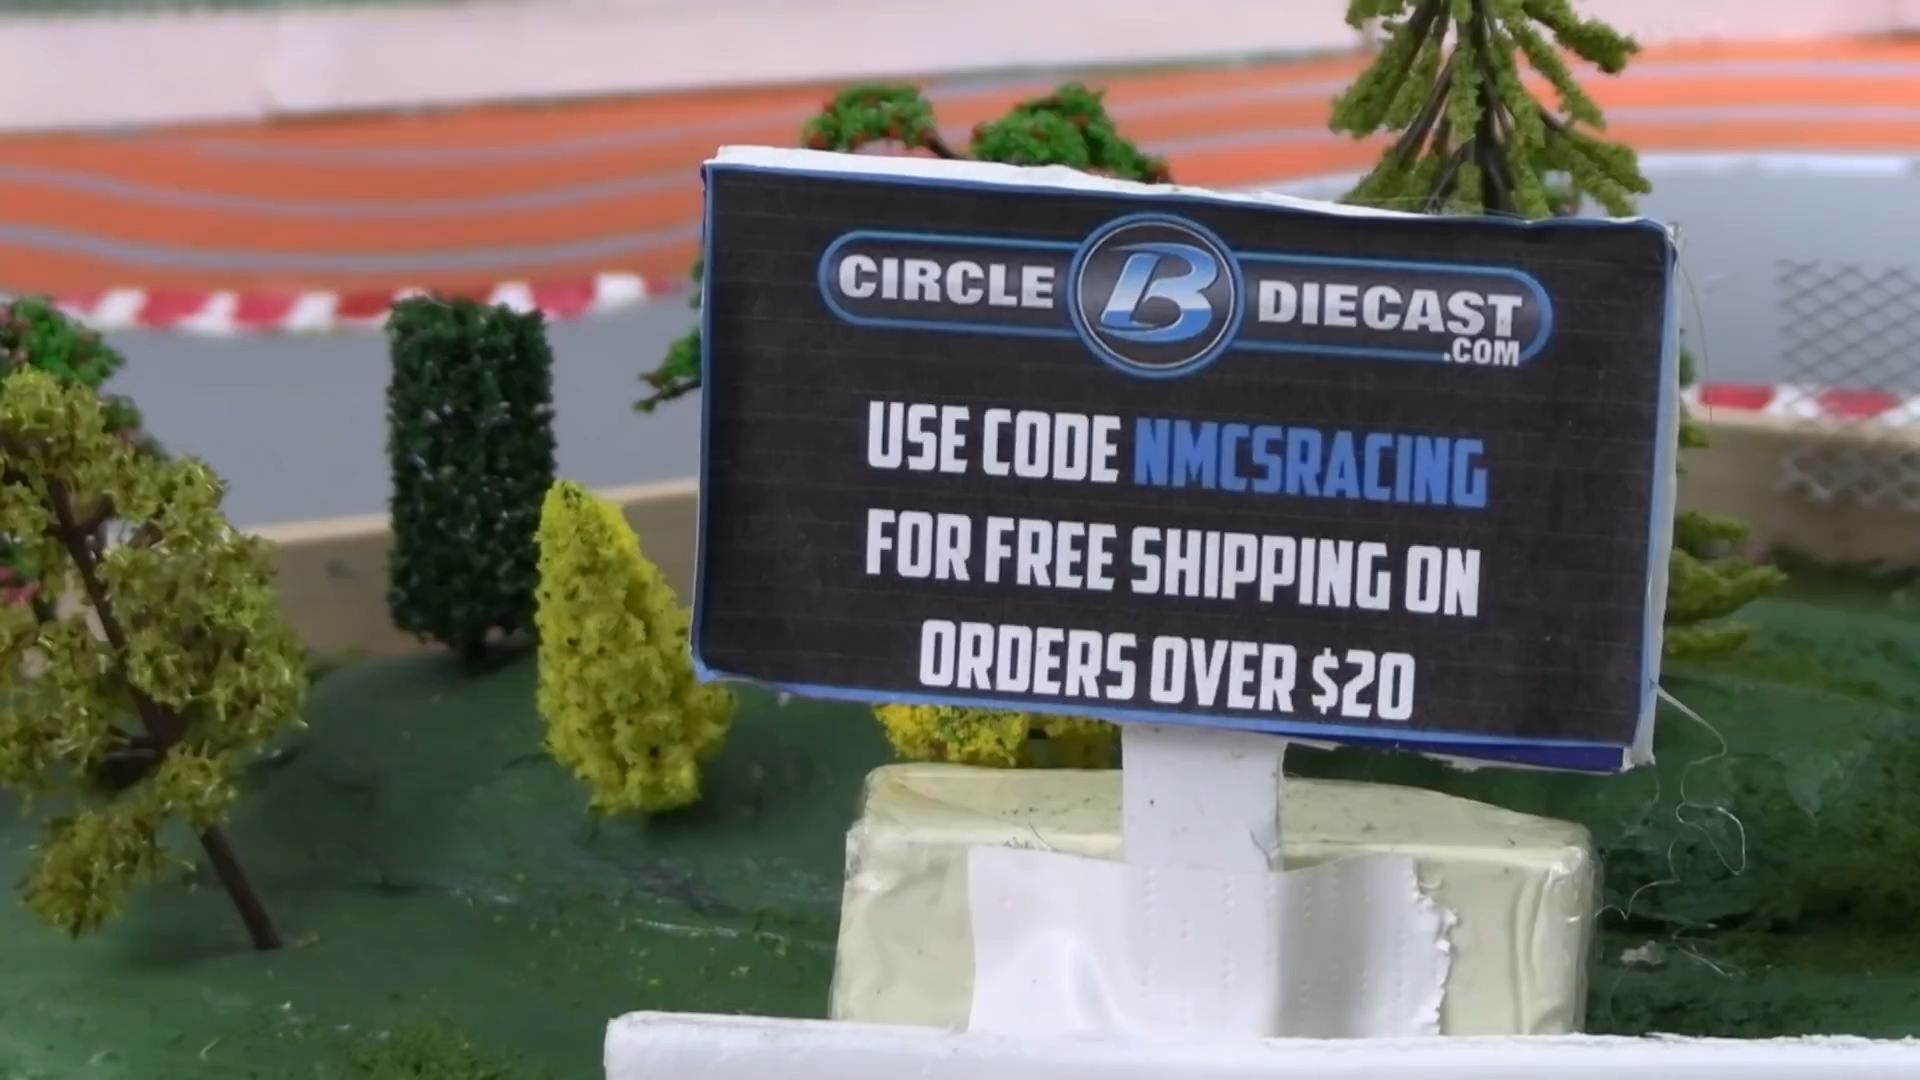 CIRCLE B DIECAST
.COM
USE CODE NMCSRACING
FOR FREE SHIPPING ON
ORDERS OVER $20